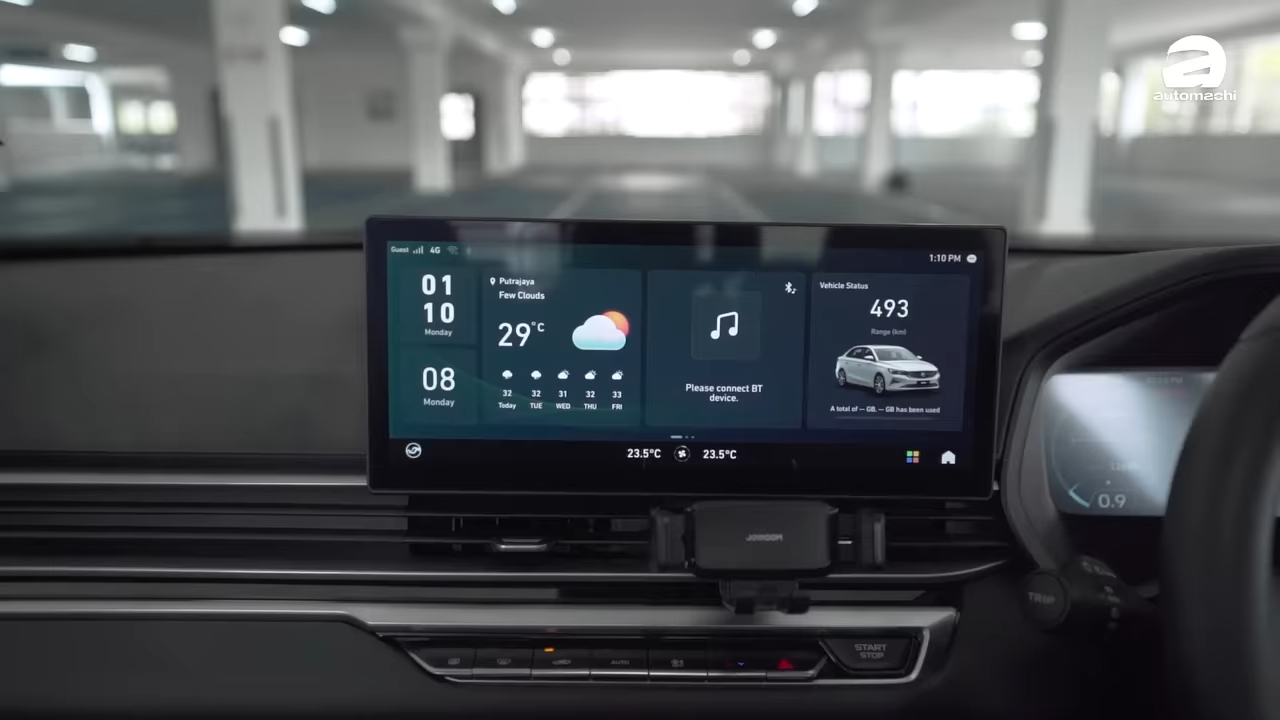 automachi
Guest 4G
1:10 PM
01
10
Monday
08
Monday
Putrajaya
Few Clouds
29°C
32 32 31 32 33
Today TUE WED THU FRI
Please connect BT
device.
Vehicle Status
493
Range (km)
A total of -- GB, -- GB has been used
23.5°C 23.5°C
JOYROOM
0.9
TRIP
AUTO
START
STOP